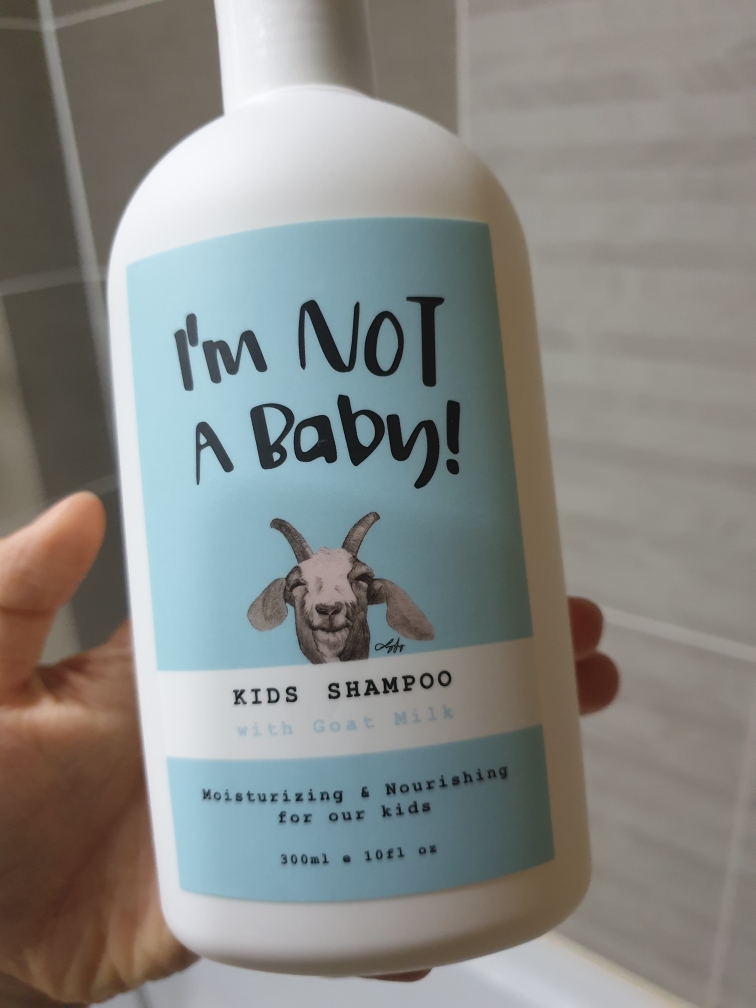 I'm NOT
A Baby!
KIDS SHAMPOO
with Goat Milk
Moisturizing & Nourishing
for our kids
300ml e 10fl oz